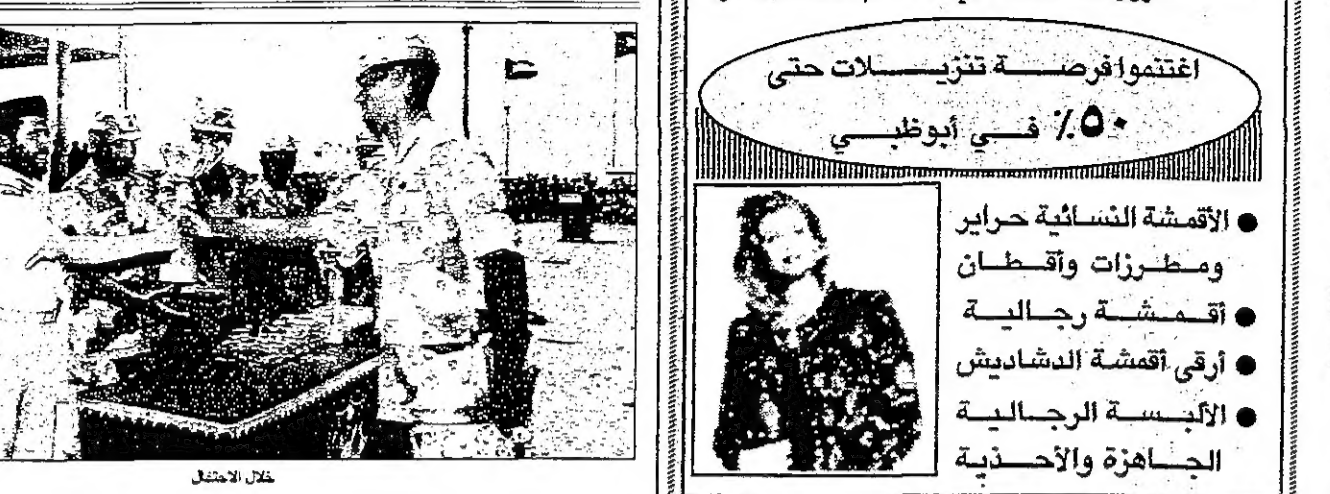 اغتنموا فرصة تنزيلات حتى
٥٠٪ في أبوظبي
● الأقمشة النسائية حراير
ومطرزات وأقطان
● أقمشة رجالية
● أرقى أقمشة الدشاديش
● الألبسة الرجالية
الجاهزة والأحذية
خلال الاحتفال